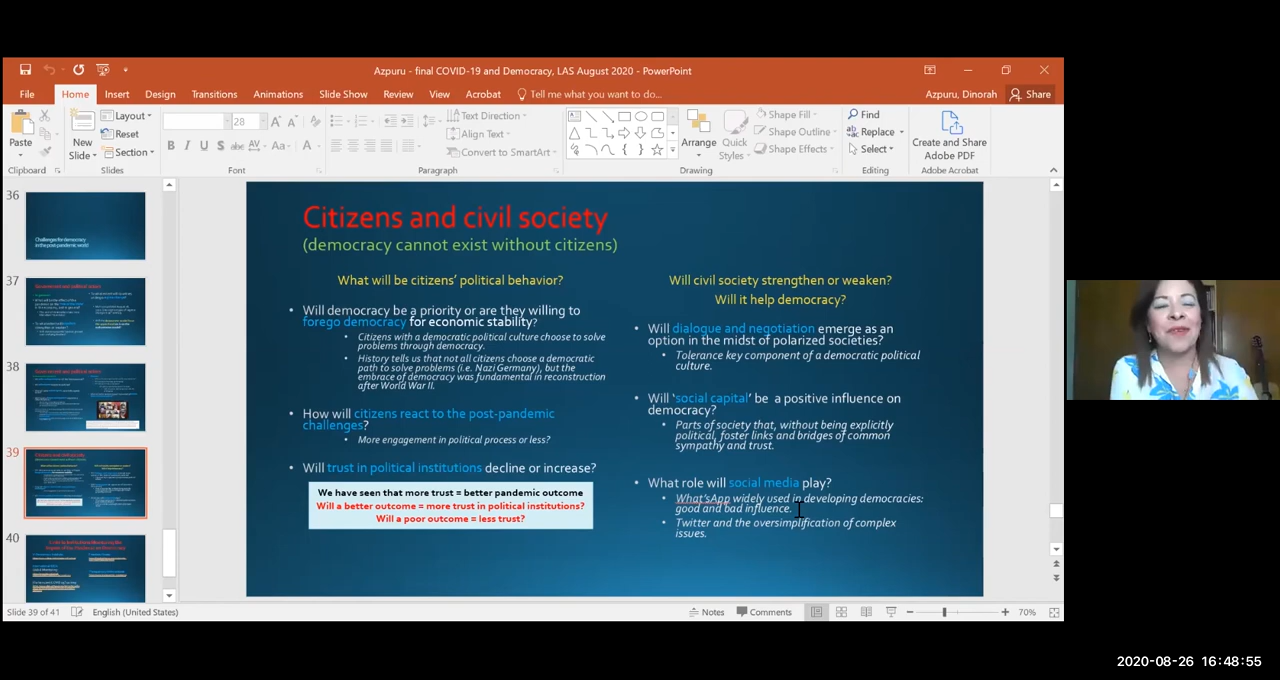 Azpuru - final COVID-19 and Democracy, LAS August 2020 - PowerPoint
File Home Insert Design Transitions Animations Slide Show Review View Acrobat Tell me what you want to do... Azpuru, Dinorah Share
Paste
Clipboard
New
Slide
Layout
Reset
Section
Slides
28
B I U S abc AV Aa A
Font
Text Direction
Align Text
Convert to SmartArt
Paragraph
Arrange
Quick
Styles
Shape Fill
Shape Outline
Shape Effects
Drawing
Find
Replace
Select
Editing
Create and Share
Adobe PDF
Adobe Acrobat
36
Challenges for democracy
in the post-pandemic world
37
38
39
40
Citizens and civil society
(democracy cannot exist without citizens)
What will be citizens' political behavior?
• Will democracy be a priority or are they willing to
forego democracy for economic stability?
• Citizens with a democratic political culture choose to solve
problems through democracy.
• History tells us that not all citizens choose a democratic
path to solve problems (i.e. Nazi Germany), but the
embrace of democracy was fundamental in reconstruction
after World War II.
• How will citizens react to the post-pandemic
challenges?
• More engagement in political process or less?
• Will trust in political institutions decline or increase?
We have seen that more trust = better pandemic outcome
Will a better outcome = more trust in political institutions?
Will a poor outcome = less trust?
Will civil society strengthen or weaken?
Will it help democracy?
• Will dialogue and negotiation emerge as an
option in the midst of polarized societies?
• Tolerance key component of a democratic political
culture.
• Will 'social capital' be a positive influence on
democracy?
• Parts of society that, without being explicitly
political, foster links and bridges of common
sympathy and trust.
• What role will social media play?
• What'sApp widely used in developing democracies:
good and bad influence.
• Twitter and the oversimplification of complex
issues.
Slide 39 of 41 English (United States) Notes Comments 70%
2020-08-26 16:48:55